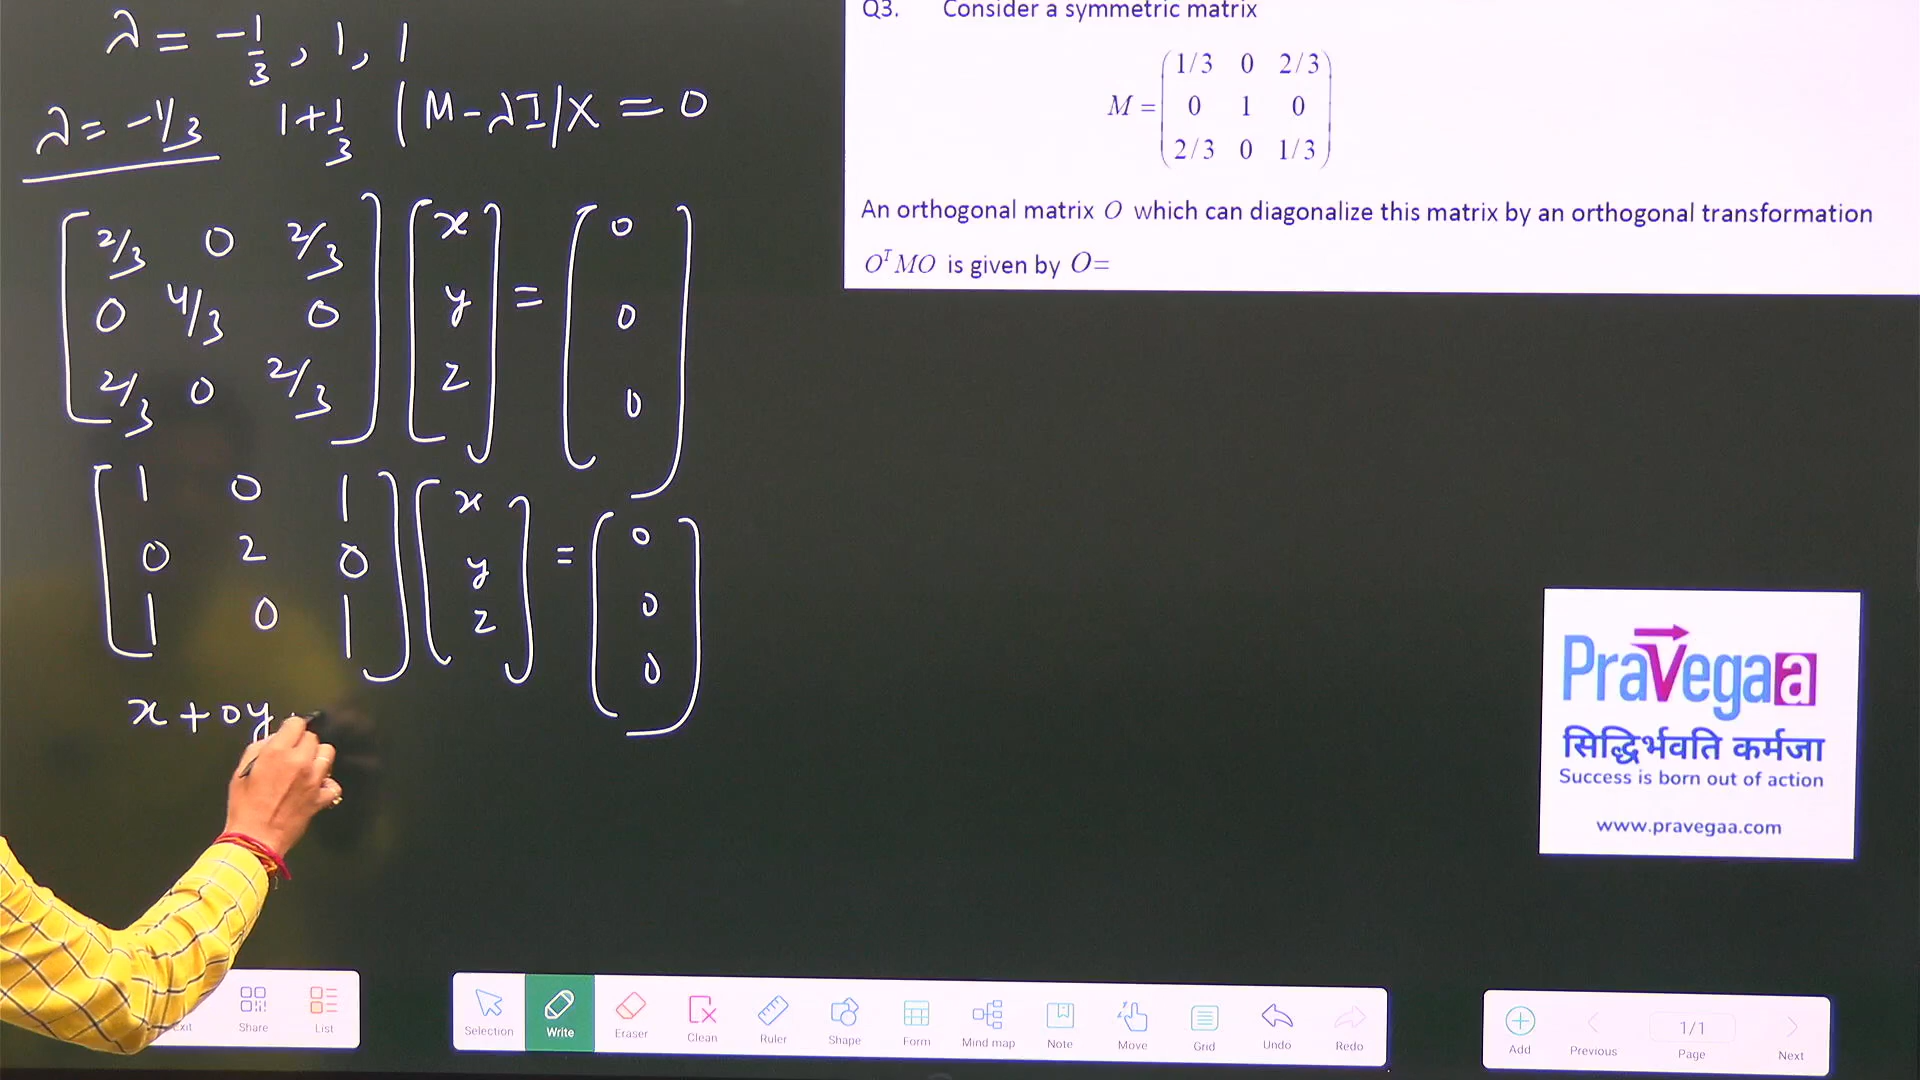 λ = -1/3, 1, 1
λ = -1/3 1+1/3 |M-λI|X = 0
2/3 0 2/3 x 0
0 4/3 0 y = 0
2/3 0 2/3 z 0
1 0 1 x 0
0 2 0 y = 0
1 0 1 z 0
x + 0y
Q3. Consider a symmetric matrix
1/3 0 2/3
M = 0 1 0
2/3 0 1/3
An orthogonal matrix O which can diagonalize this matrix by an orthogonal transformation
OᵀMO is given by O=
PraVegaa
सिद्धिर्भवति कर्मजा
Success is born out of action
www.pravegaa.com
Exit Share List
Selection Write Eraser Clean Ruler Shape Form Mind map Note Move Grid Undo Redo
Add Previous 1/1 Page Next